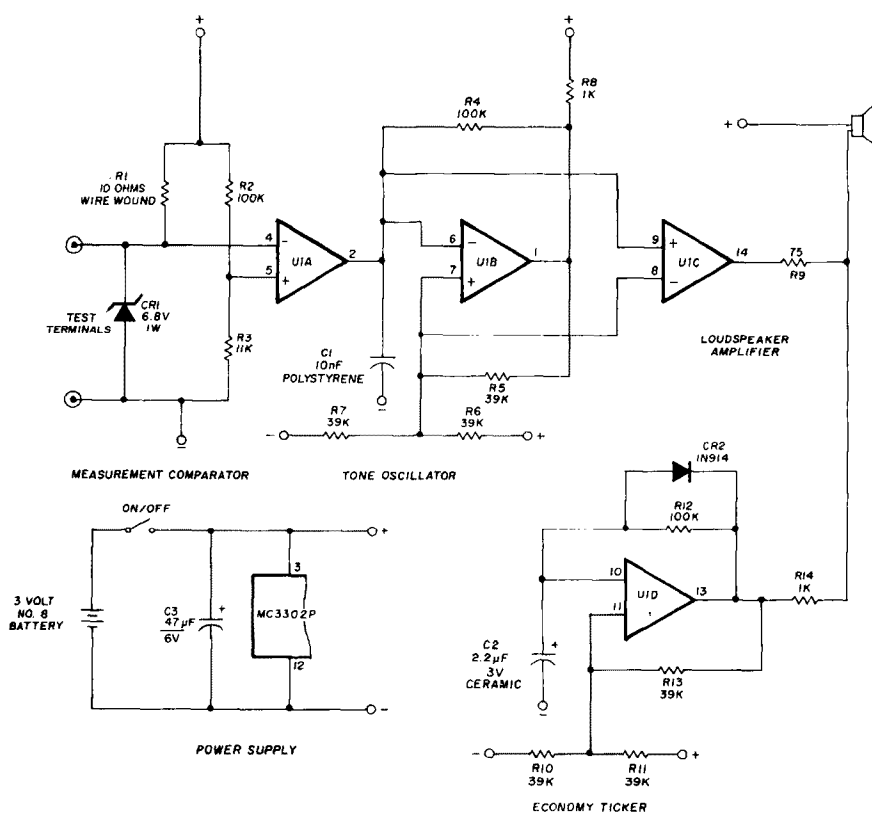 +
+
R8
1K
R4
100K
+
R1
10 OHMS
WIRE WOUND
R2
100K
4
-
U1A
2
5
+
6
-
U1B
1
7
+
9
+
U1C
14
8
-
75
R9
TEST
TERMINALS
CR1
6.8V
1W
R3
11K
C1
10nF
POLYSTYRENE
-
R5
39K
LOUDSPEAKER
AMPLIFIER
R7
39K
R6
39K
-
+
-
MEASUREMENT COMPARATOR
TONE OSCILLATOR
CR2
1N914
R12
100K
ON/OFF
+
3
3 VOLT
NO. 8
BATTERY
C3
47µF
6V
+
MC3302P
12
-
POWER SUPPLY
10
U1D
13
11
R14
1K
C2
2.2µF
3V
CERAMIC
+
-
R13
39K
-
R10
39K
R11
39K
+
ECONOMY TICKER